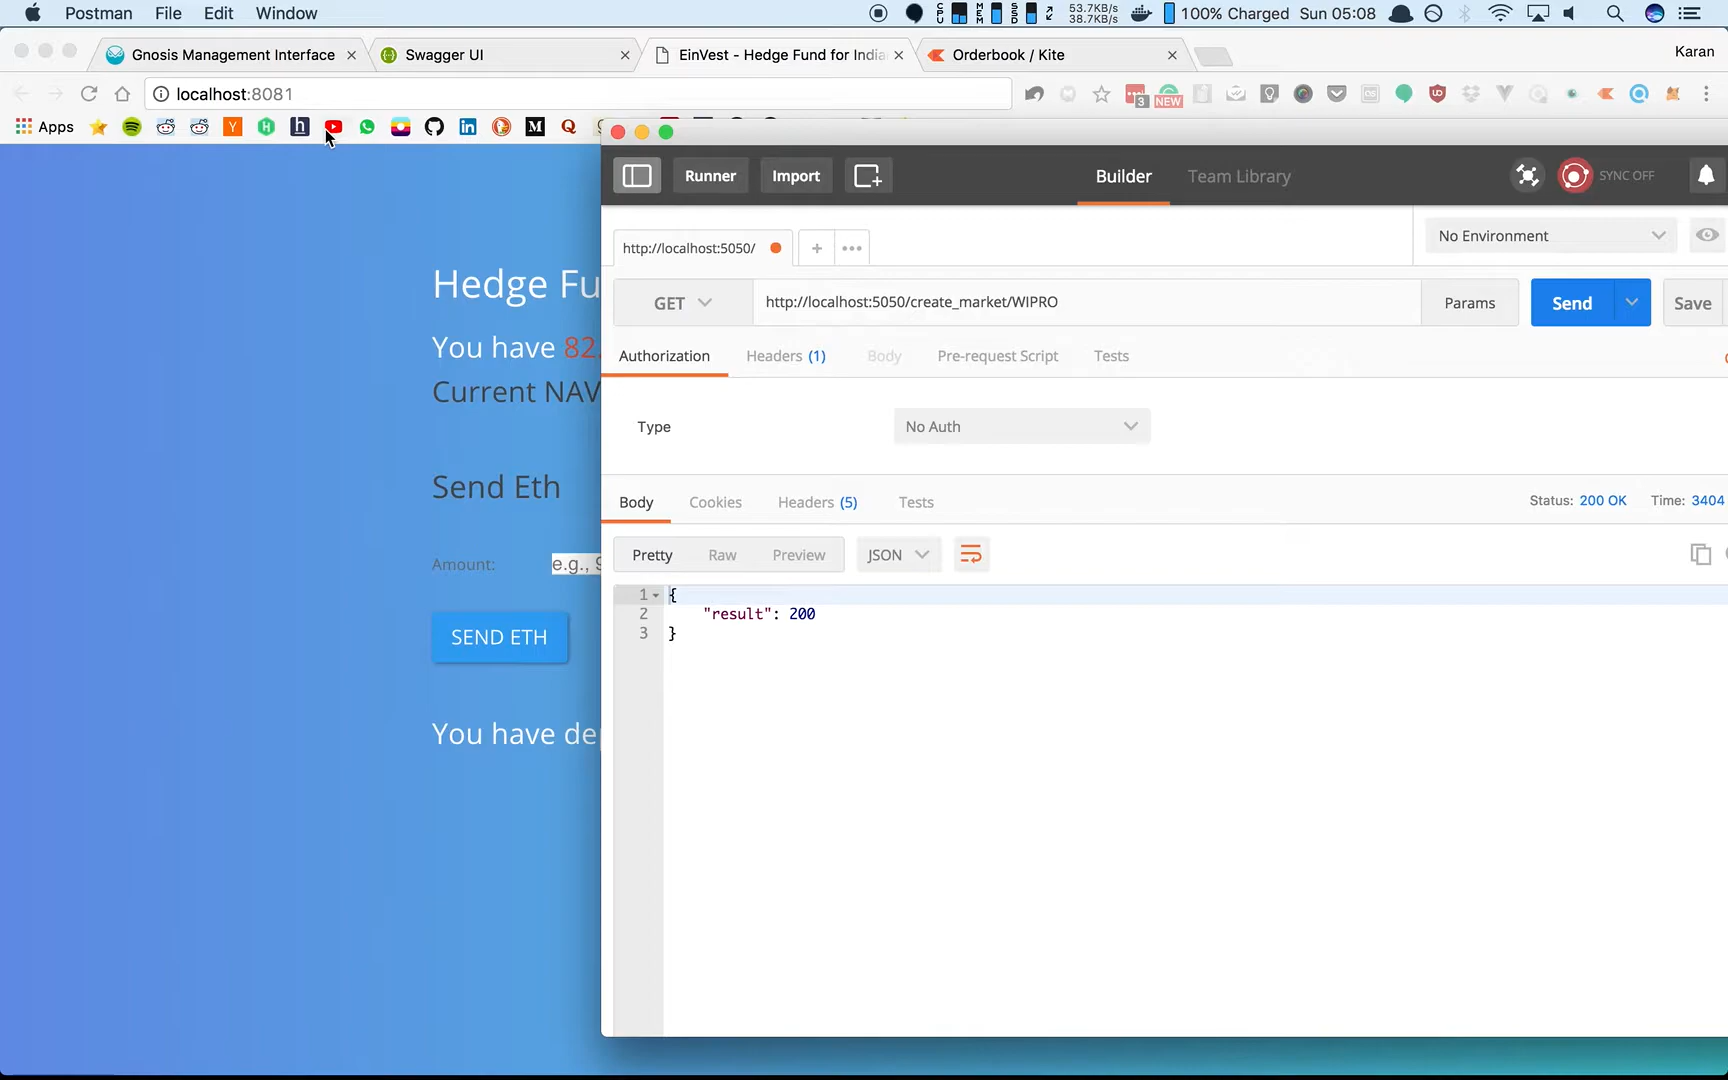 Postman File Edit Window
53.7KB/s
38.7KB/s
100% Charged Sun 05:08
Gnosis Management Interface
Swagger UI
EinVest - Hedge Fund for India
Orderbook / Kite
Karan
localhost:8081
3
NEW
Apps
Runner
Import
Builder
Team Library
SYNC OFF
http://localhost:5050/
No Environment
GET
http://localhost:5050/create_market/WIPRO
Params
Send
Save
Authorization
Headers (1)
Body
Pre-request Script
Tests
Type
No Auth
Body
Cookies
Headers (5)
Tests
Status: 200 OK
Time: 3404
Pretty
Raw
Preview
JSON
1 {
2 "result": 200
3 }
Hedge Fu
You have 82.
Current NAV
Send Eth
Amount:
e.g., 9
SEND ETH
You have de